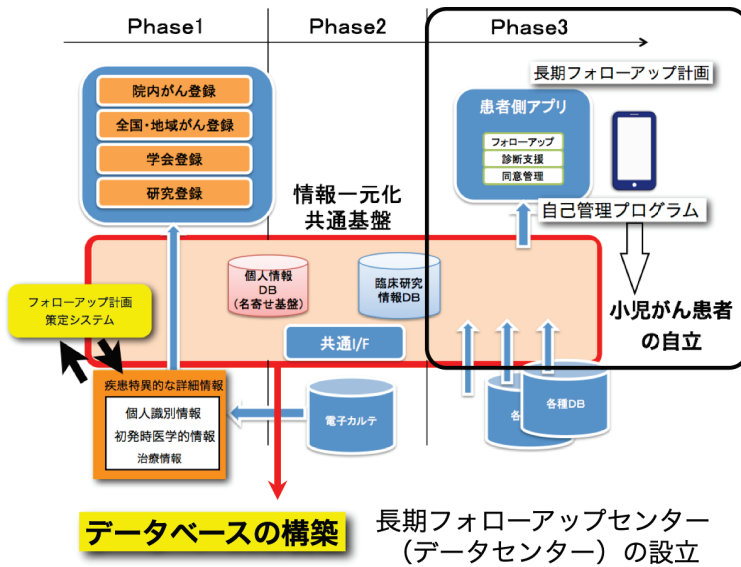 Phase1
Phase2
Phase3
院内がん登録
全国・地域がん登録
学会登録
研究登録
長期フォローアップ計画
患者側アプリ
フォローアップ
診断支援
同意管理
自己管理プログラム
情報一元化
共通基盤
個人情報
DB
(名寄せ基盤)
臨床研究
情報DB
共通I/F
小児がん患者
の自立
フォローアップ計画
策定システム
疾患特異的な詳細情報
個人識別情報
初発時医学的情報
治療情報
電子カルテ
各
各種DB
データベースの構築
長期フォローアップセンター
（データセンター）の設立